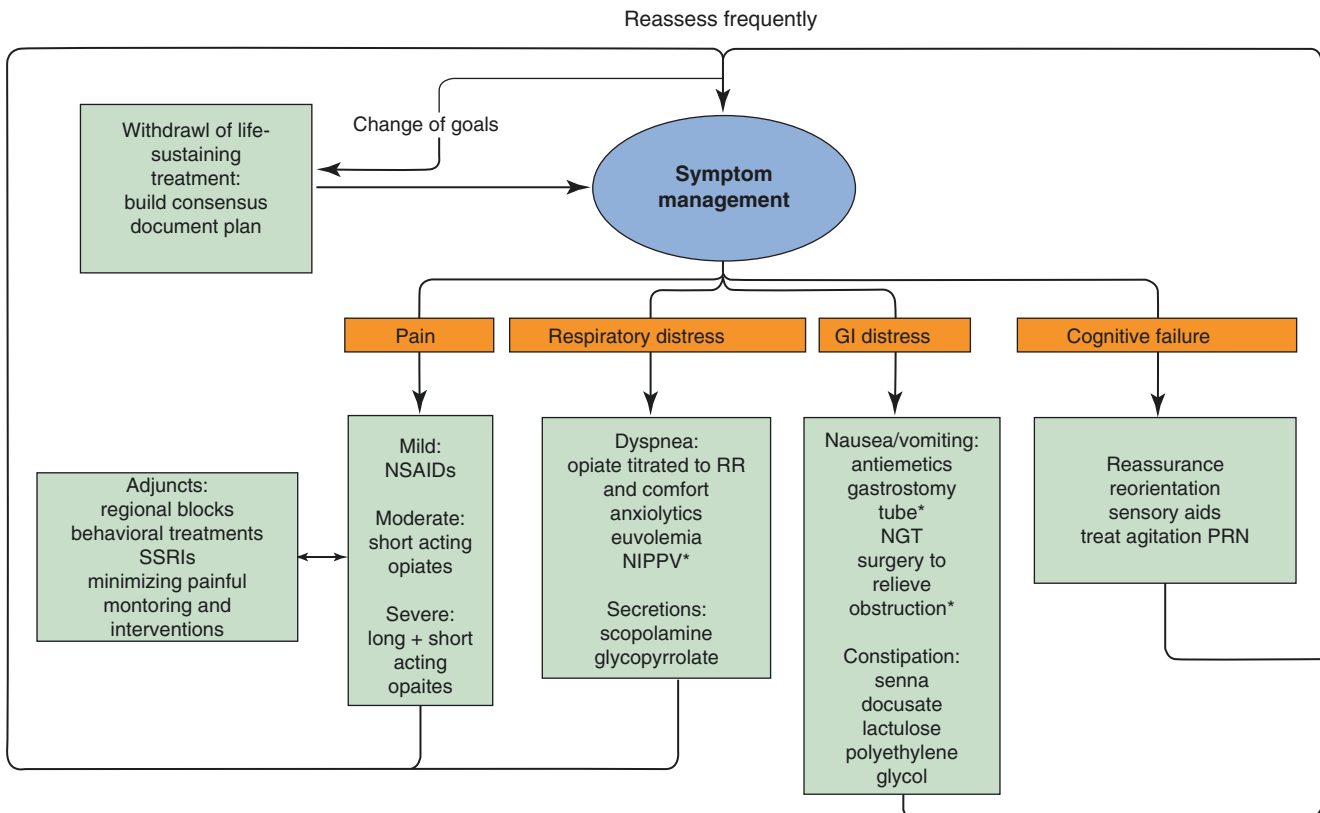 Reassess frequently
Withdrawl of life-
sustaining
treatment:
build consensus
document plan
Change of goals
Symptom
management
Pain
Respiratory distress
GI distress
Cognitive failure
Adjuncts:
regional blocks
behavioral treatments
SSRIs
minimizing painful
montoring and
interventions
Mild:
NSAIDs
Moderate:
short acting
opiates
Severe:
long + short
acting
opaites
Dyspnea:
opiate titrated to RR
and comfort
anxiolytics
euvolemia
NIPPV*
Secretions:
scopolamine
glycopyrrolate
Nausea/vomiting:
antiemetics
gastrostomy
tube*
NGT
surgery to
relieve
obstruction*
Constipation:
senna
docusate
lactulose
polyethylene
glycol
Reassurance
reorientation
sensory aids
treat agitation PRN